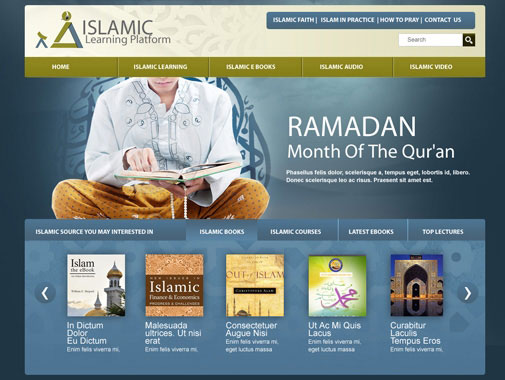 ISLAMIC
Learning Platform
ISLAMIC FAITH | ISLAM IN PRACTICE | HOW TO PRAY | CONTACT US
Search
HOME ISLAMIC LEARNING ISLAMIC E BOOKS ISLAMIC AUDIO ISLAMIC VIDEO
RAMADAN
Month Of The Qur'an
Phasellus felis dolor, scelerisque a, tempus eget, lobortis id, libero.
Donec scelerisque leo ac risus. Praesent sit amet est.
ISLAMIC SOURCE YOU MAY INTERESTED IN ISLAMIC BOOKS ISLAMIC COURSES LATEST EBOOKS TOP LECTURES
Islam
the eBook
ISLAMIC
Finance & Economics
PROGRESS & CHALLENGES
OUT of ISLAM
In Dictum
Dolor
Eu Dictum
Enim felis viverra mi,
Malesuada
ultrices. Ut nisi
erat
Enim felis viverra mi,
Consectetuer
Augue Nisi
Enim felis viverra mi,
eget luctus massa
Ut Ac Mi Quis
Lacus
Enim felis viverra mi,
eget luctus massa
Curabitur
Laculis
Tempus Eros
Enim felis viverra mi,